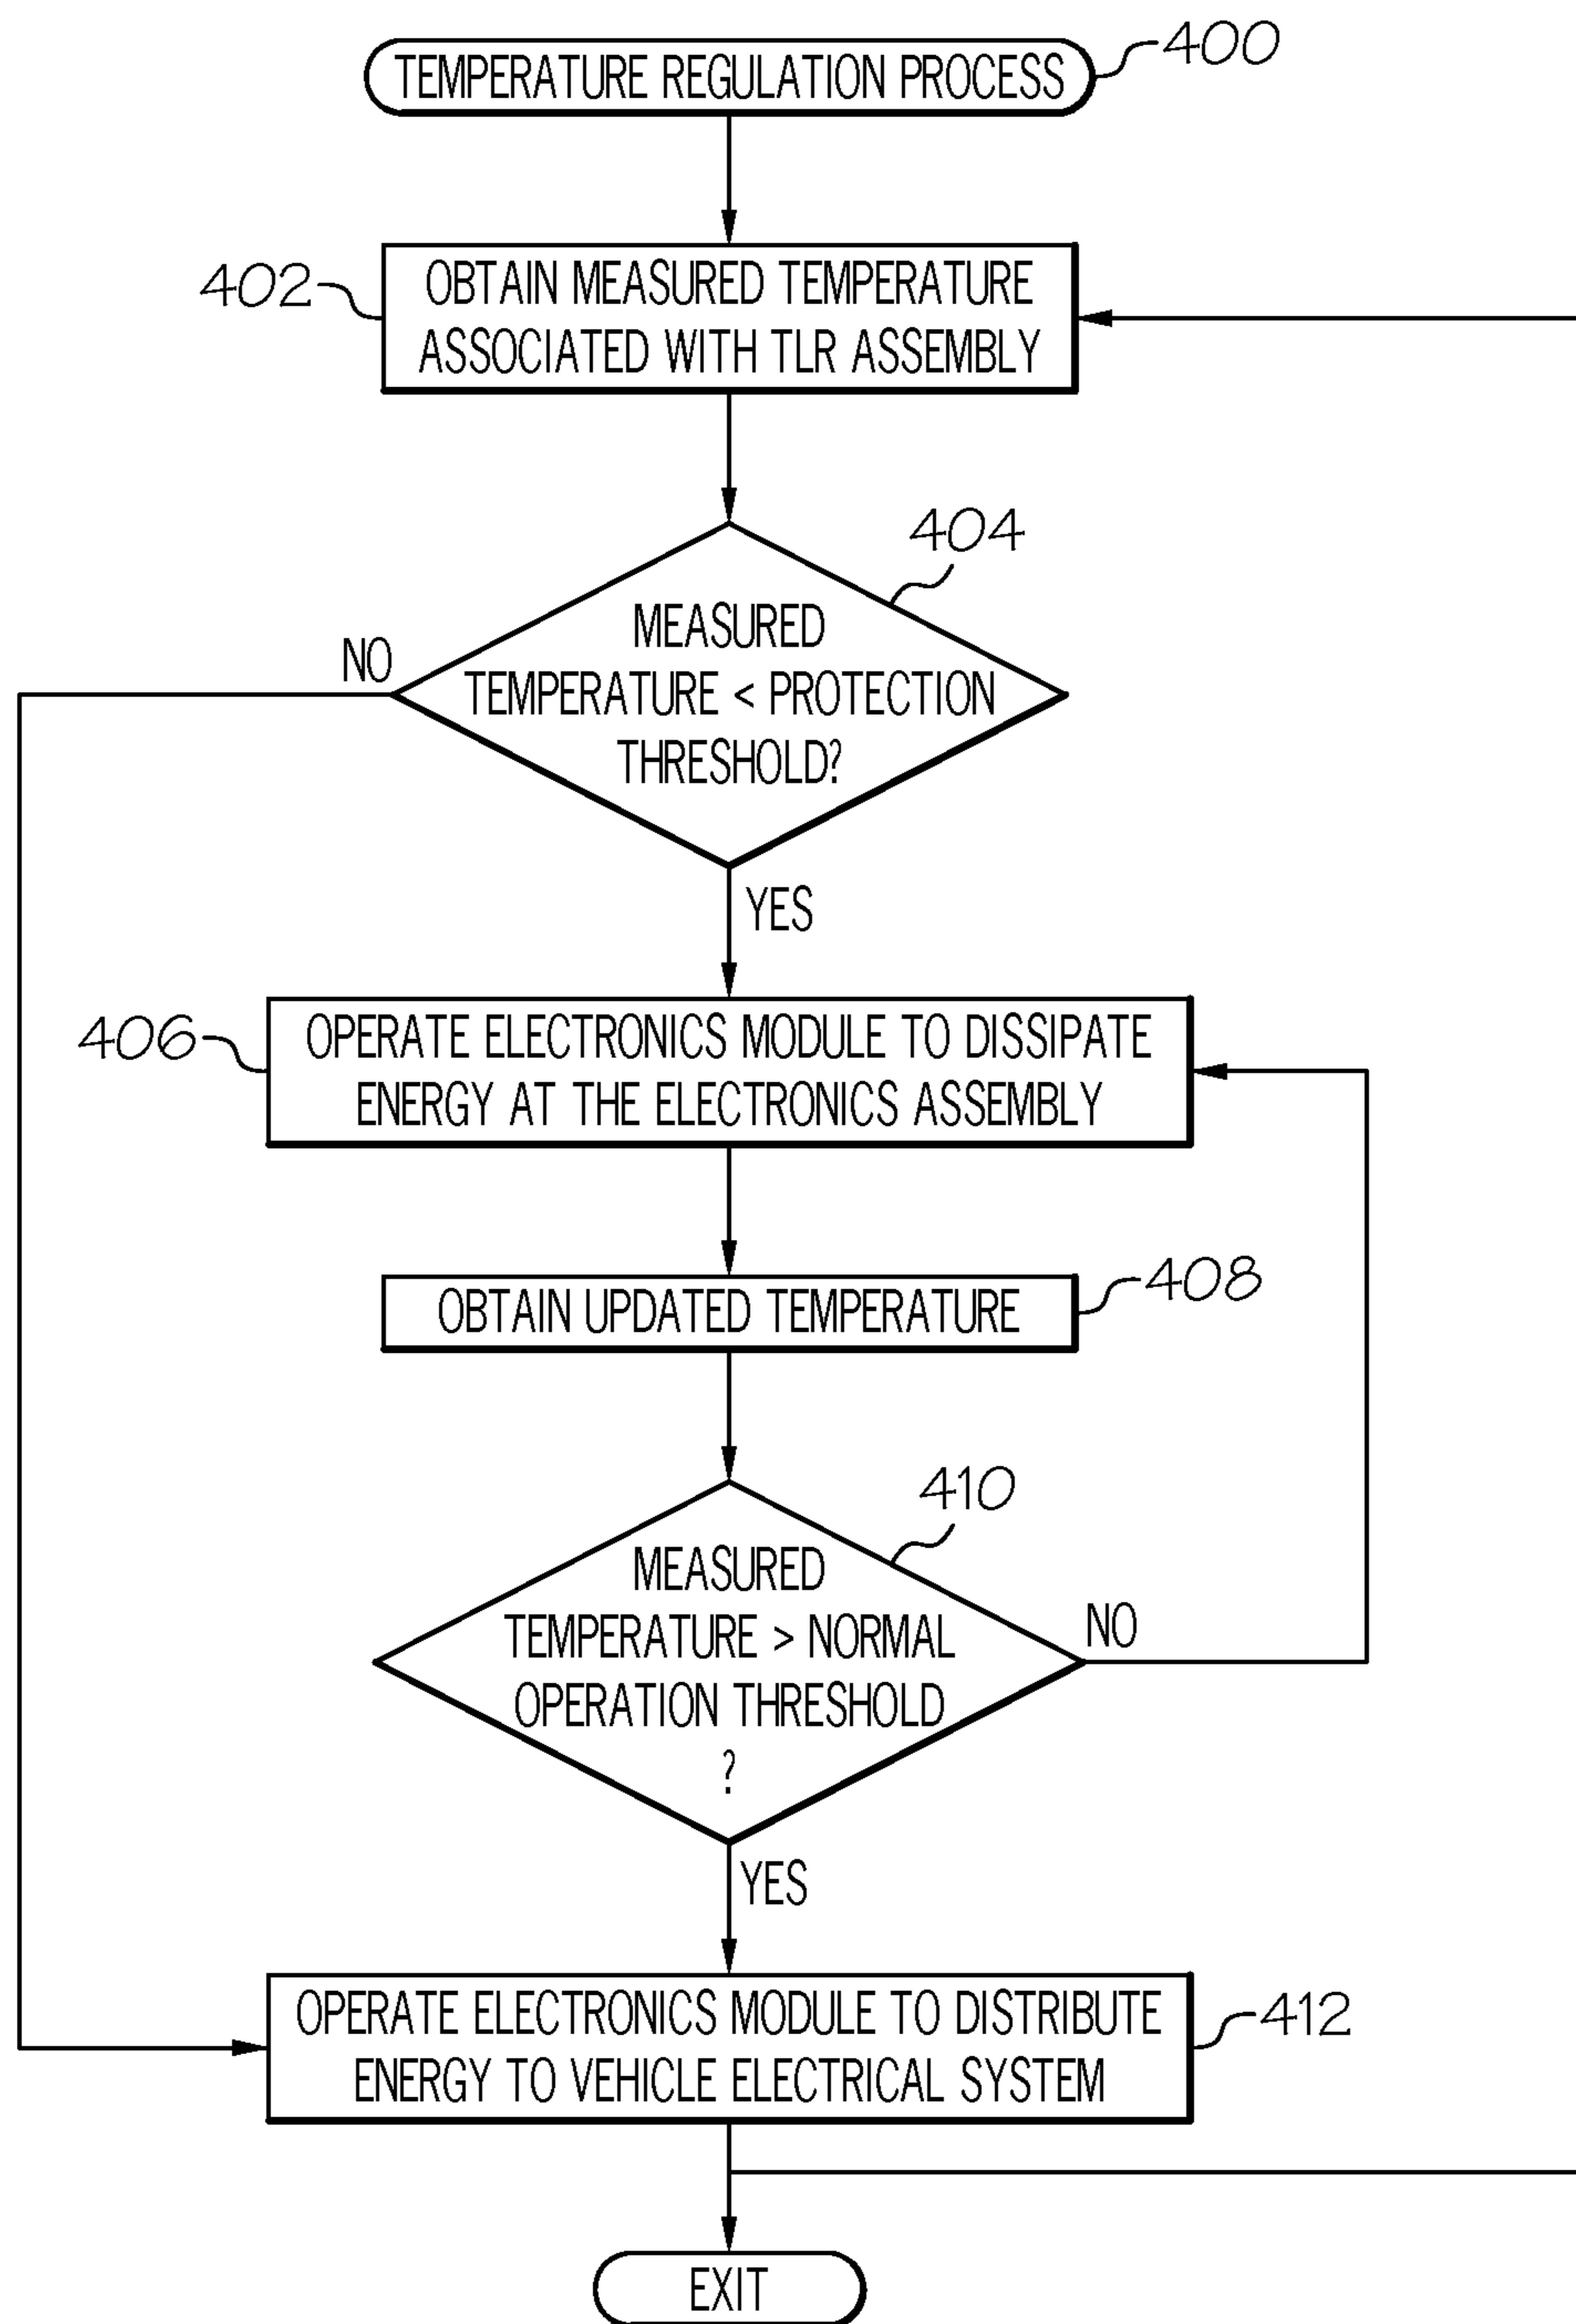 TEMPERATURE REGULATION PROCESS
400
402
OBTAIN MEASURED TEMPERATURE
ASSOCIATED WITH TLR ASSEMBLY
404
MEASURED
TEMPERATURE < PROTECTION
THRESHOLD?
NO
YES
406
OPERATE ELECTRONICS MODULE TO DISSIPATE
ENERGY AT THE ELECTRONICS ASSEMBLY
OBTAIN UPDATED TEMPERATURE
408
410
MEASURED
TEMPERATURE > NORMAL
OPERATION THRESHOLD
?
NO
YES
OPERATE ELECTRONICS MODULE TO DISTRIBUTE
ENERGY TO VEHICLE ELECTRICAL SYSTEM
412
EXIT